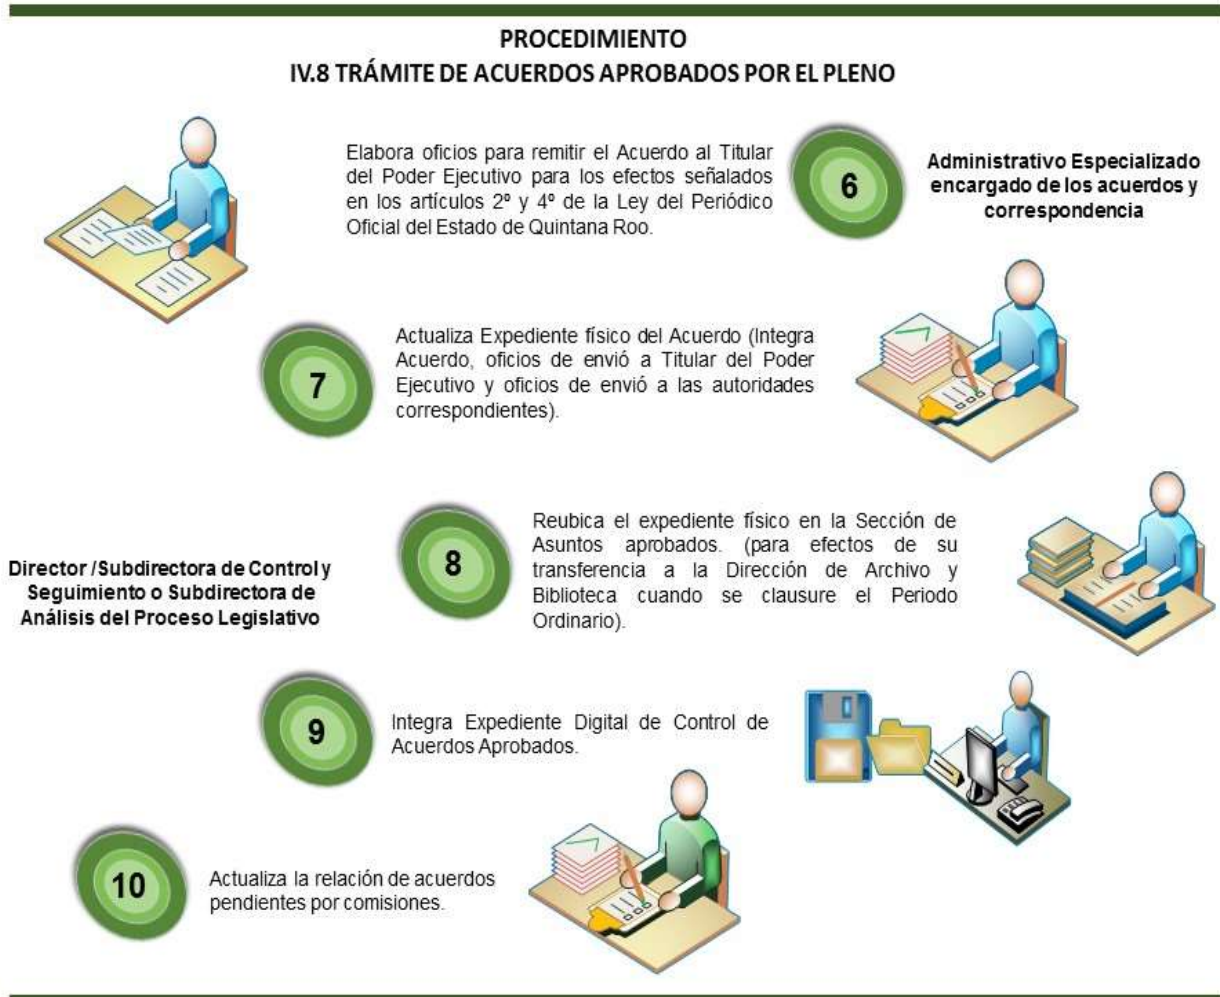 PROCEDIMIENTO
IV.8 TRÁMITE DE ACUERDOS APROBADOS POR EL PLENO
Elabora oficios para remitir el Acuerdo al Titular
del Poder Ejecutivo para los efectos señalados
en los artículos 2º y 4º de la Ley del Periódico
Oficial del Estado de Quintana Roo.
6
Administrativo Especializado
encargado de los acuerdos y
correspondencia
7
Actualiza Expediente físico del Acuerdo (Integra
Acuerdo, oficios de envió a Titular del Poder
Ejecutivo y oficios de envió a las autoridades
correspondientes).
Director /Subdirectora de Control y
Seguimiento o Subdirectora de
Análisis del Proceso Legislativo
8
Reubica el expediente físico en la Sección de
Asuntos aprobados. (para efectos de su
transferencia a la Dirección de Archivo y
Biblioteca cuando se clausure el Periodo
Ordinario).
9
Integra Expediente Digital de Control de
Acuerdos Aprobados.
10
Actualiza la relación de acuerdos
pendientes por comisiones.